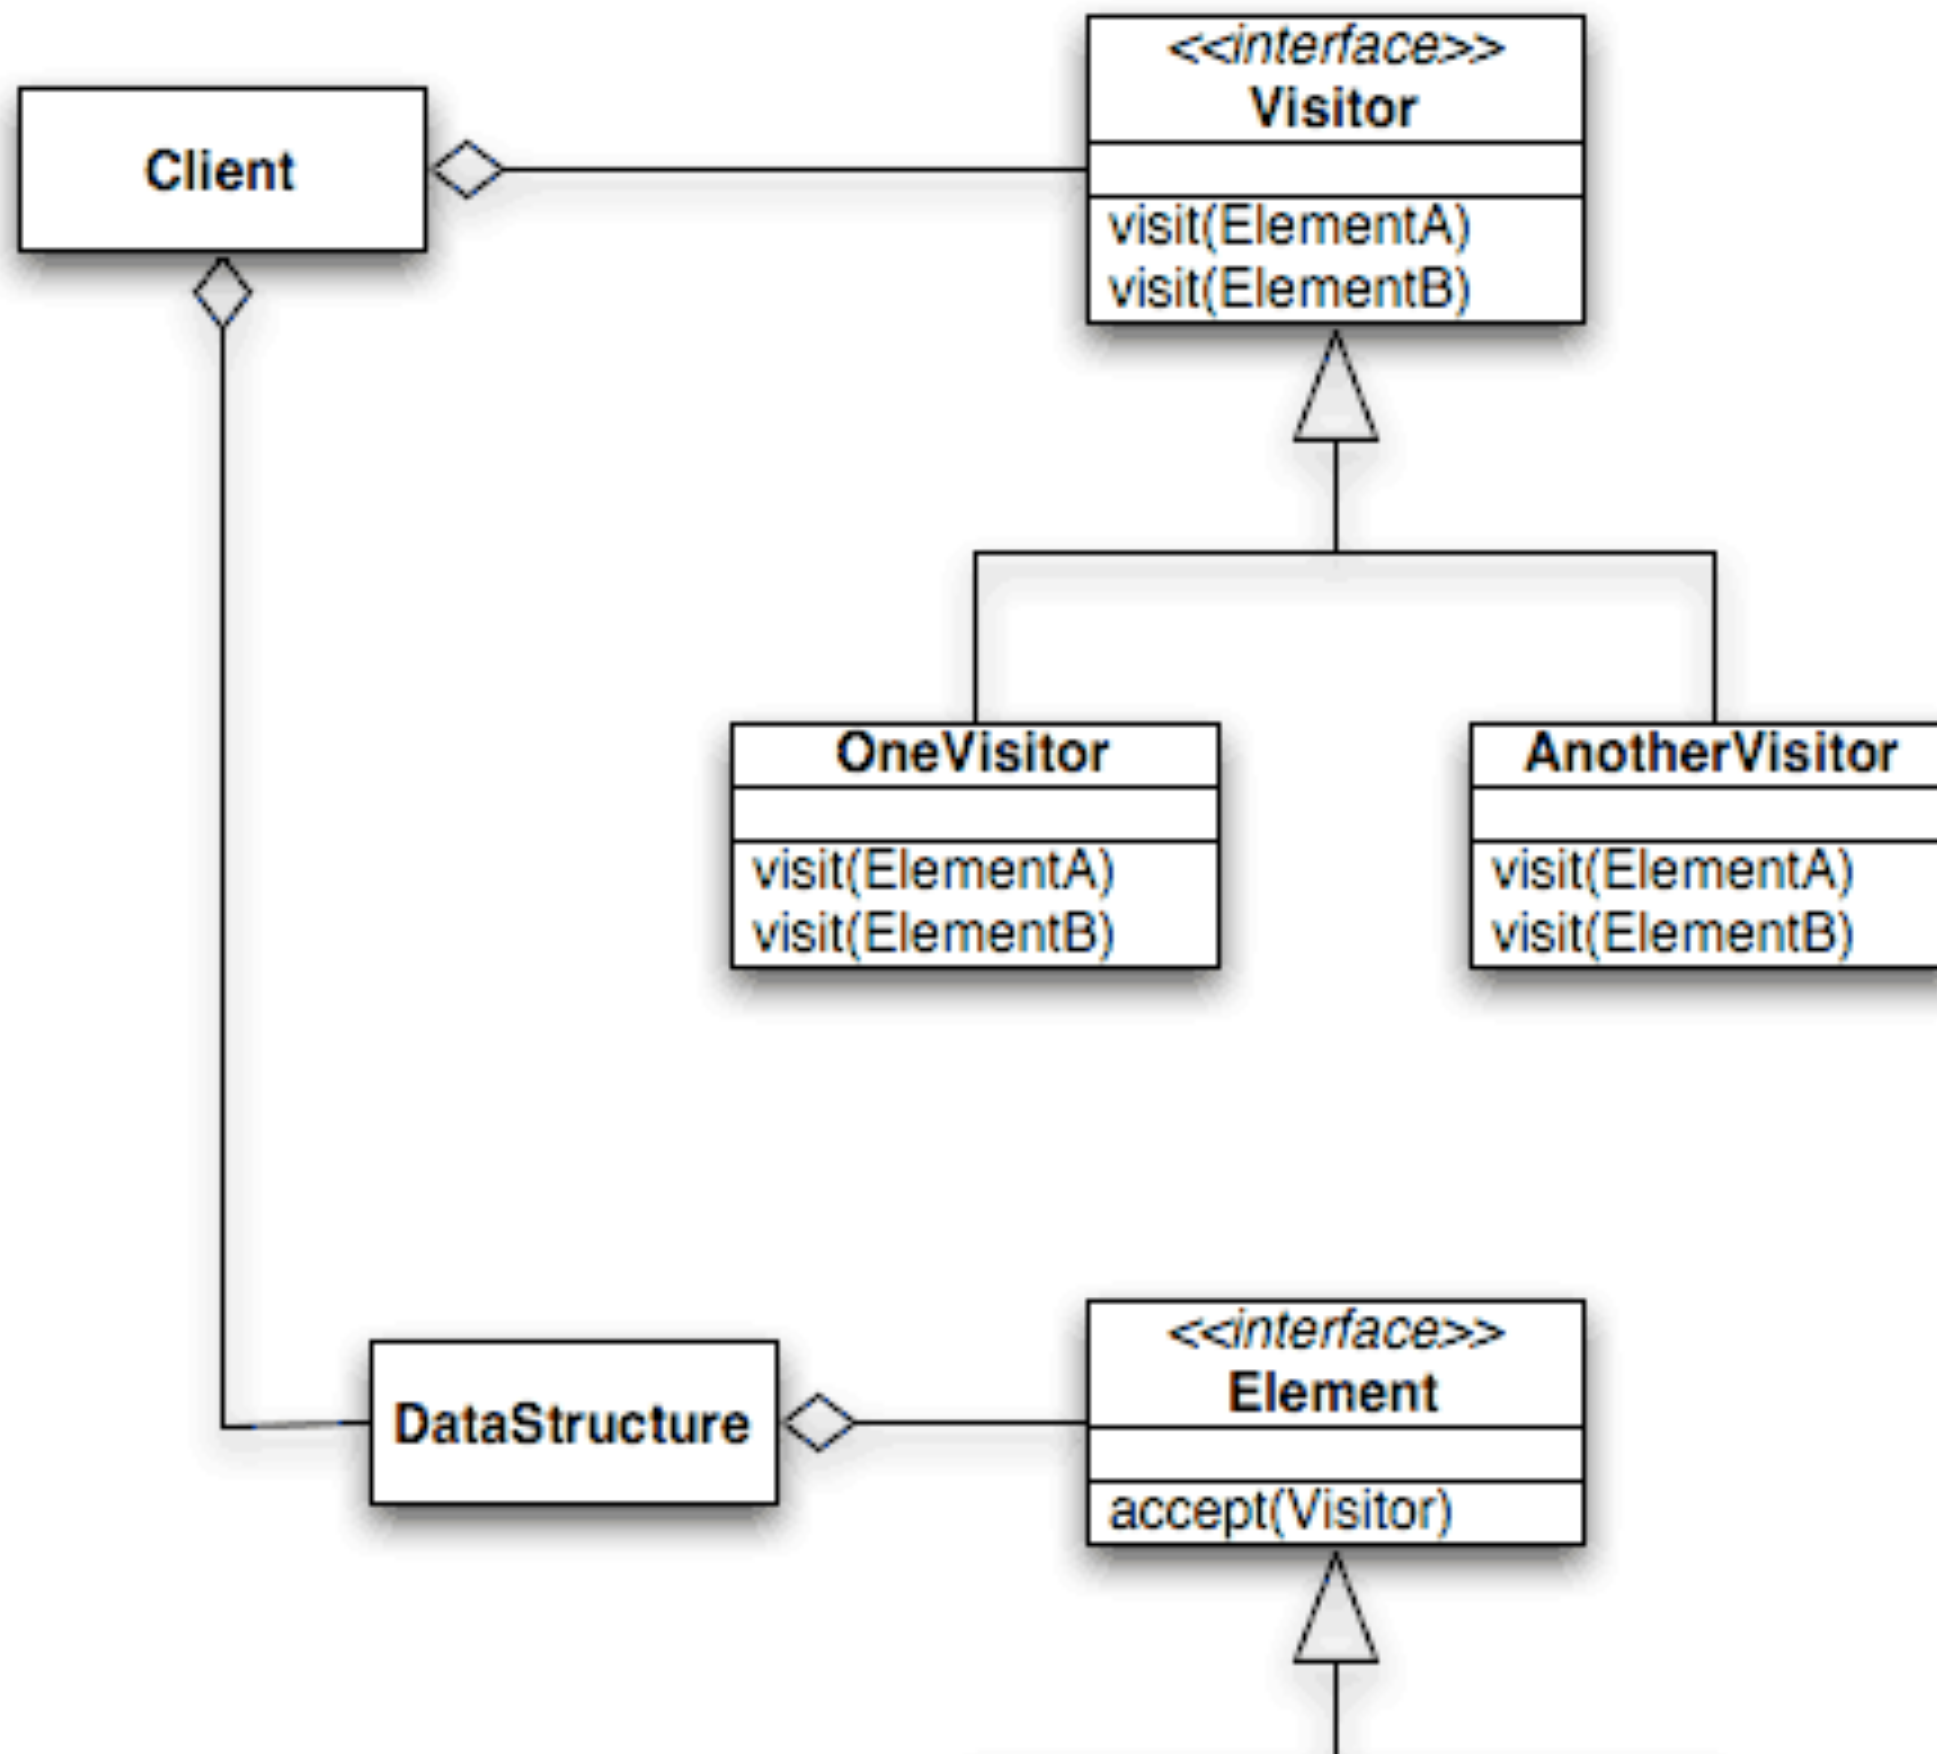 <<interface>>
Visitor
Client
visit(ElementA)
visit(ElementB)
OneVisitor
AnotherVisitor
visit(ElementA)
visit(ElementB)
visit(ElementA)
visit(ElementB)
<<interface>>
Element
DataStructure
accept(Visitor)